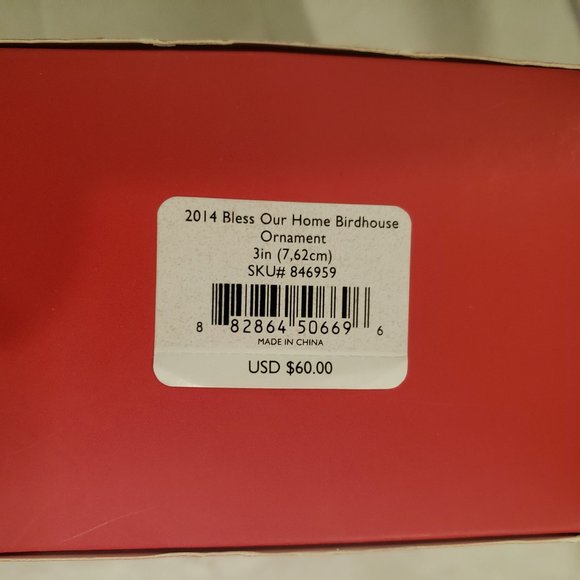 2014 Bless Our Home Birdhouse
Ornament
3in (7,62cm)
SKU# 846959
8 82864 50669 6
MADE IN CHINA
USD $60.00